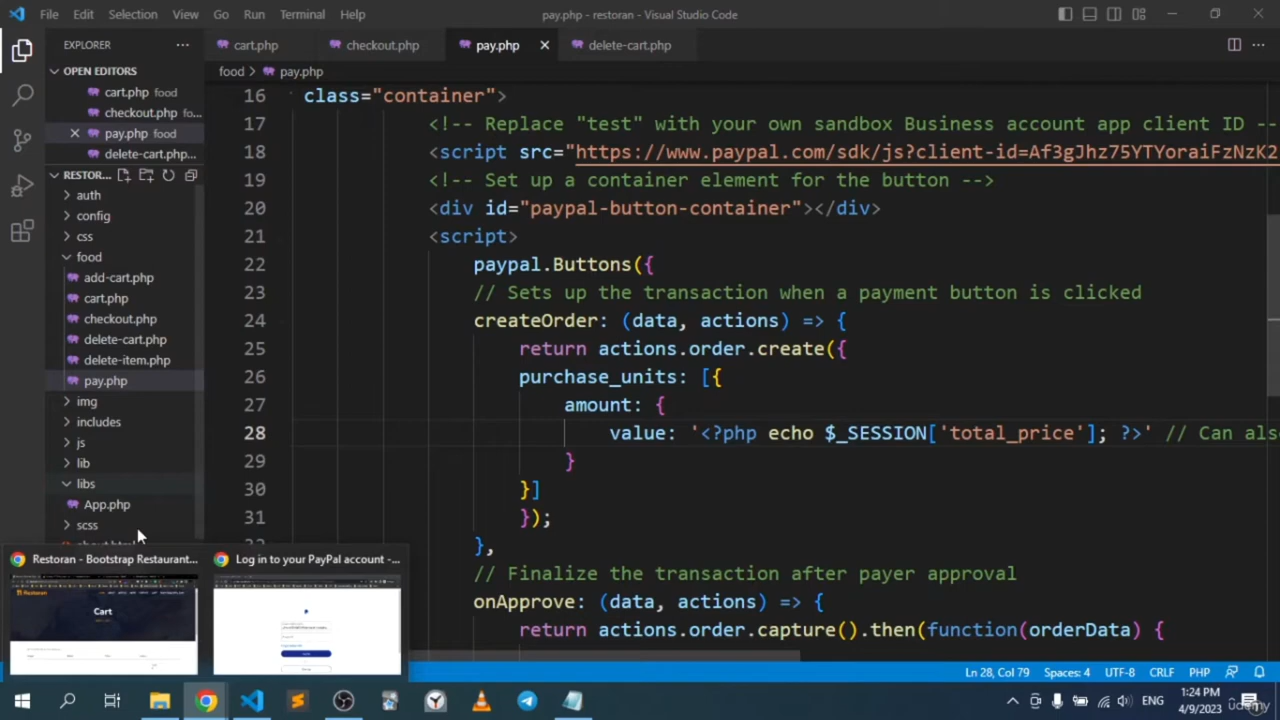 File Edit Selection View Go Run Terminal Help
pay.php - restoran - Visual Studio Code
EXPLORER
cart.php
checkout.php
pay.php
delete-cart.php
OPEN EDITORS
cart.php food
checkout.php fo...
pay.php food
delete-cart.php...
RESTOR...
auth
config
css
food
add-cart.php
cart.php
checkout.php
delete-cart.php
delete-item.php
pay.php
img
includes
js
lib
libs
App.php
scss
food > pay.php
16 class="container">
17 <!-- Replace "test" with your own sandbox Business account app client ID --
18 <script src="https://www.paypal.com/sdk/js?client-id=Af3gJhz75YTYoraiFzNzK2
19 <!-- Set up a container element for the button -->
20 <div id="paypal-button-container"></div>
21 <script>
22 paypal.Buttons({
23 // Sets up the transaction when a payment button is clicked
24 createOrder: (data, actions) => {
25 return actions.order.create({
26 purchase_units: [{
27 amount: {
28 value: '<?php echo $_SESSION['total_price']; ?>' // Can als
29 }
30 }]
31 });
},
// Finalize the transaction after payer approval
onApprove: (data, actions) => {
re actions.or .capture().then(func orderData)
Restoran - Bootstrap Restaurant...
Log in to your PayPal account -...
Restoran
Cart
Ln 28, Col 79 Spaces: 4 UTF-8 CRLF PHP
ENG
1:24 PM
4/9/2023
udemy